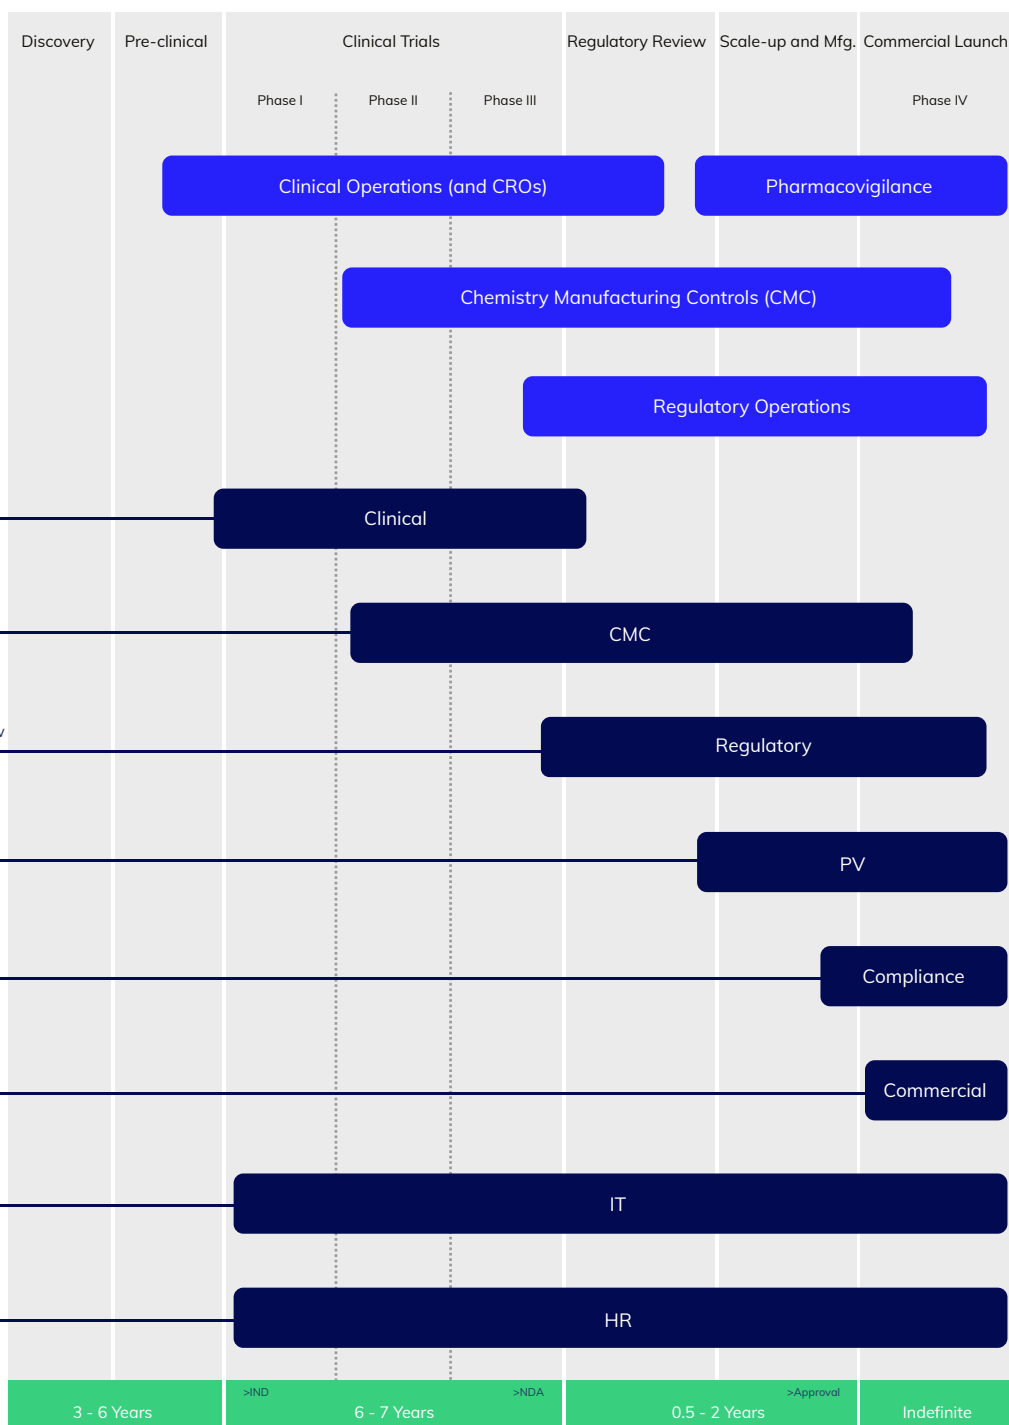 Discovery
Pre-clinical
Clinical Trials
Regulatory Review
Scale-up and Mfg.
Commercial Launch
Phase I
Phase II
Phase III
Phase IV
Clinical Operations (and CROs)
Pharmacovigilance
Chemistry Manufacturing Controls (CMC)
Regulatory Operations
Clinical
CMC
Regulatory
PV
Compliance
Commercial
IT
HR
>IND
>NDA
>Approval
3 - 6 Years
6 - 7 Years
0.5 - 2 Years
Indefinite